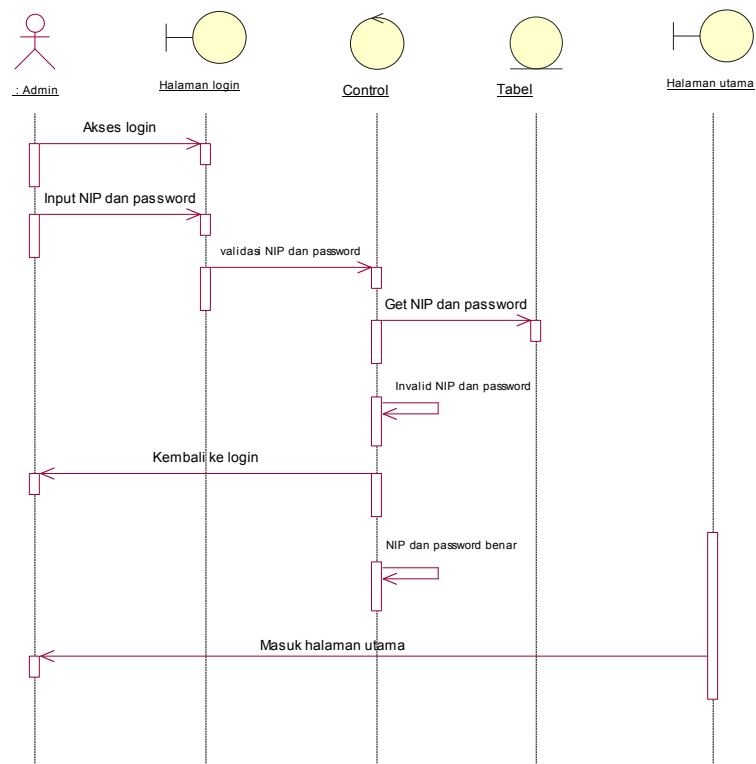 : Admin
Halaman login
Control
Tabel
Halaman utama
Akses login
Input NIP dan password
validasi NIP dan password
Get NIP dan password
Invalid NIP dan password
Kembali ke login
NIP dan password benar
Masuk halaman utama